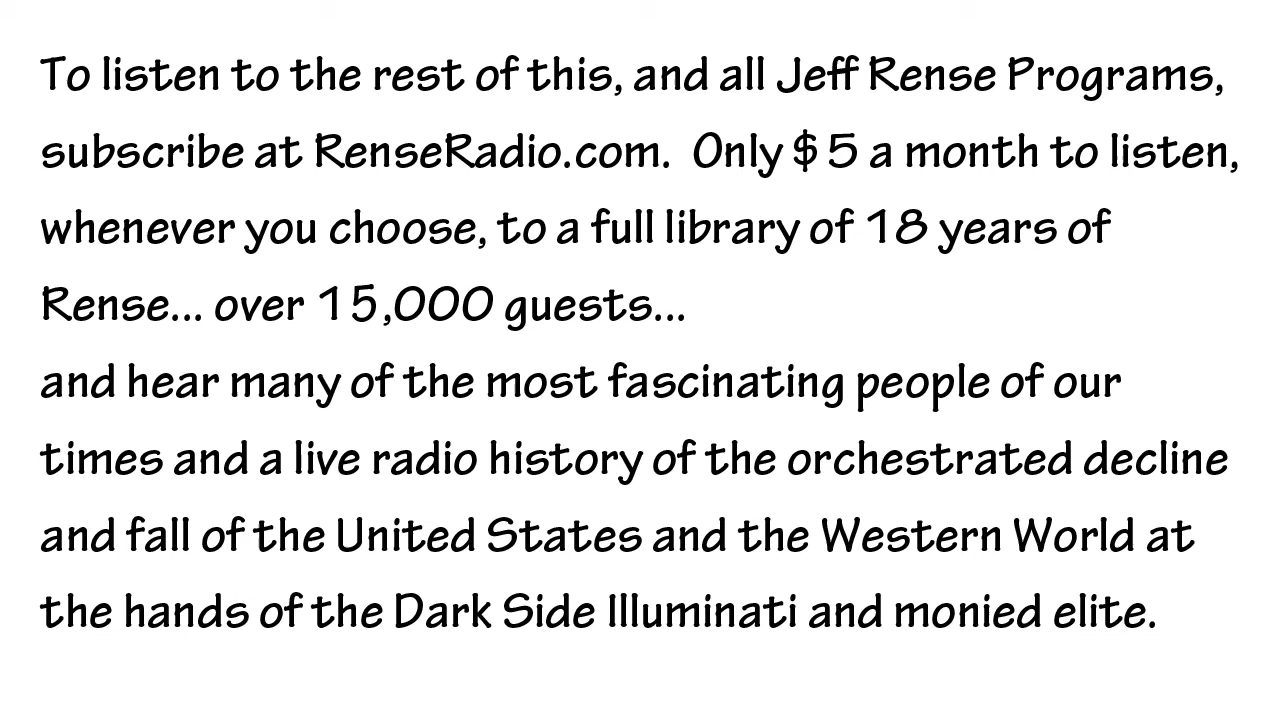 To listen to the rest of this, and all Jeff Rense Programs,
subscribe at RenseRadio.com.  Only $5 a month to listen,
whenever you choose, to a full library of 18 years of
Rense... over 15,000 guests...
and hear many of the most fascinating people of our
times and a live radio history of the orchestrated decline
and fall of the United States and the Western World at
the hands of the Dark Side Illuminati and monied elite.